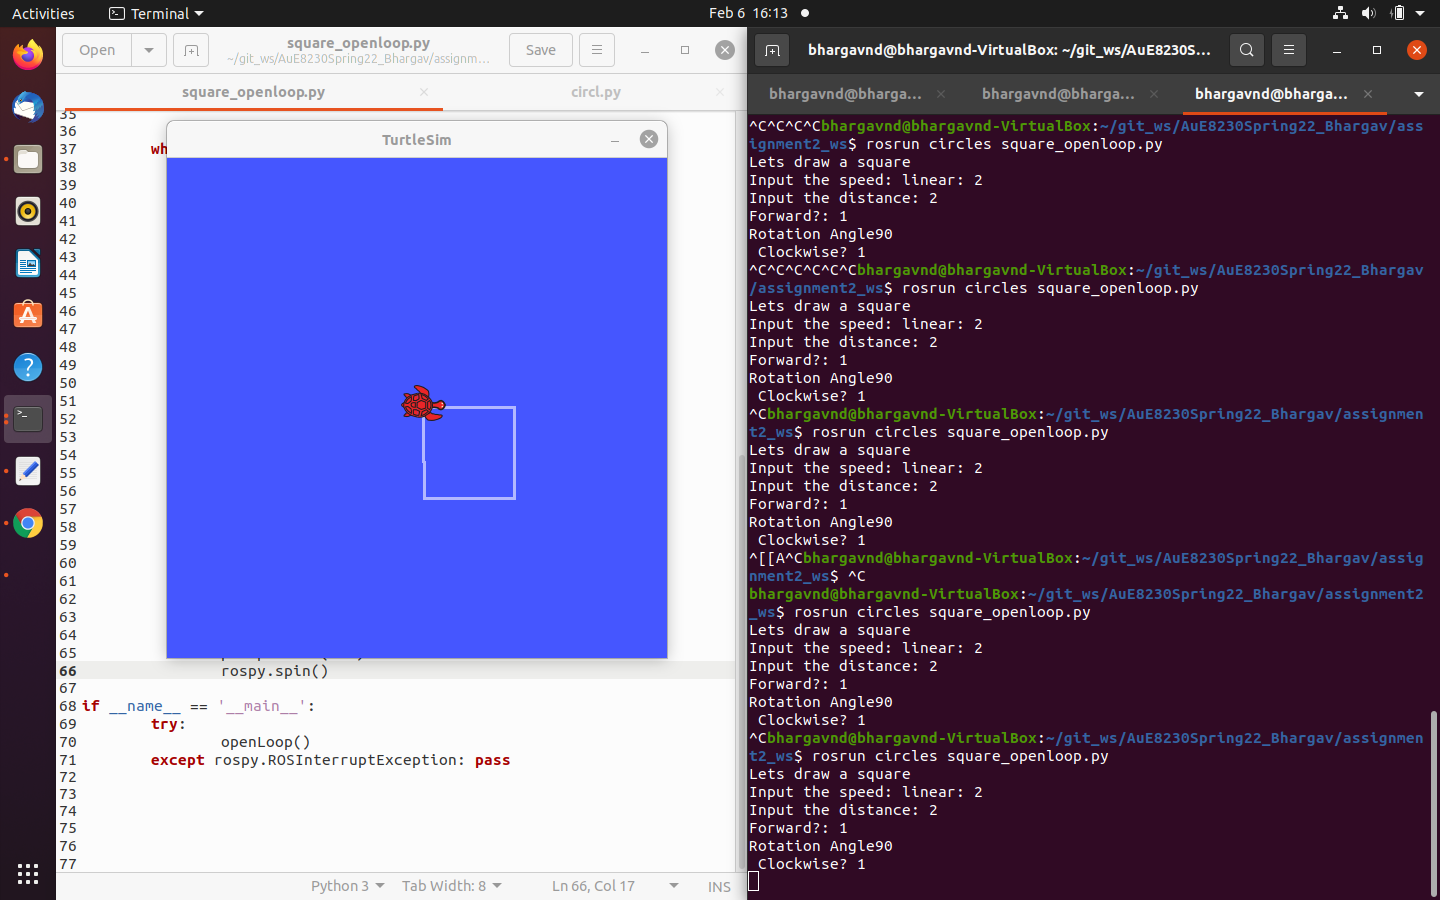 Activities
Terminal
Feb 6 16:13
Open
square_openloop.py
~/git_ws/AuE8230Spring22_Bhargav/assignm...
Save
square_openloop.py
circl.py
35
36
37 wh
38
39
40
41
42
43
44
45
46
47
48
49
50
51
52
53
54
55
56
57
58
59
60
61
62
63
64
65
66 rospy.spin()
67
68 if __name__ == '__main__':
69 try:
70 openLoop()
71 except rospy.ROSInterruptException: pass
72
73
74
75
76
77
Python 3
Tab Width: 8
Ln 66, Col 17
INS
TurtleSim
bhargavnd@bhargavnd-VirtualBox: ~/git_ws/AuE8230S...
bhargavnd@bharga...
bhargavnd@bharga...
bhargavnd@bharga...
^C^C^C^Cbhargavnd@bhargavnd-VirtualBox:~/git_ws/AuE8230Spring22_Bhargav/ass
ignment2_ws$ rosrun circles square_openloop.py
Lets draw a square
Input the speed: linear: 2
Input the distance: 2
Forward?: 1
Rotation Angle90
Clockwise? 1
^C^C^C^C^C^Cbhargavnd@bhargavnd-VirtualBox:~/git_ws/AuE8230Spring22_Bhargav
/assignment2_ws$ rosrun circles square_openloop.py
Lets draw a square
Input the speed: linear: 2
Input the distance: 2
Forward?: 1
Rotation Angle90
Clockwise? 1
^Cbhargavnd@bhargavnd-VirtualBox:~/git_ws/AuE8230Spring22_Bhargav/assignmen
t2_ws$ rosrun circles square_openloop.py
Lets draw a square
Input the speed: linear: 2
Input the distance: 2
Forward?: 1
Rotation Angle90
Clockwise? 1
^[[A^Cbhargavnd@bhargavnd-VirtualBox:~/git_ws/AuE8230Spring22_Bhargav/assig
nment2_ws$ ^C
bhargavnd@bhargavnd-VirtualBox:~/git_ws/AuE8230Spring22_Bhargav/assignment2
_ws$ rosrun circles square_openloop.py
Lets draw a square
Input the speed: linear: 2
Input the distance: 2
Forward?: 1
Rotation Angle90
Clockwise? 1
^Cbhargavnd@bhargavnd-VirtualBox:~/git_ws/AuE8230Spring22_Bhargav/assignmen
t2_ws$ rosrun circles square_openloop.py
Lets draw a square
Input the speed: linear: 2
Input the distance: 2
Forward?: 1
Rotation Angle90
Clockwise? 1